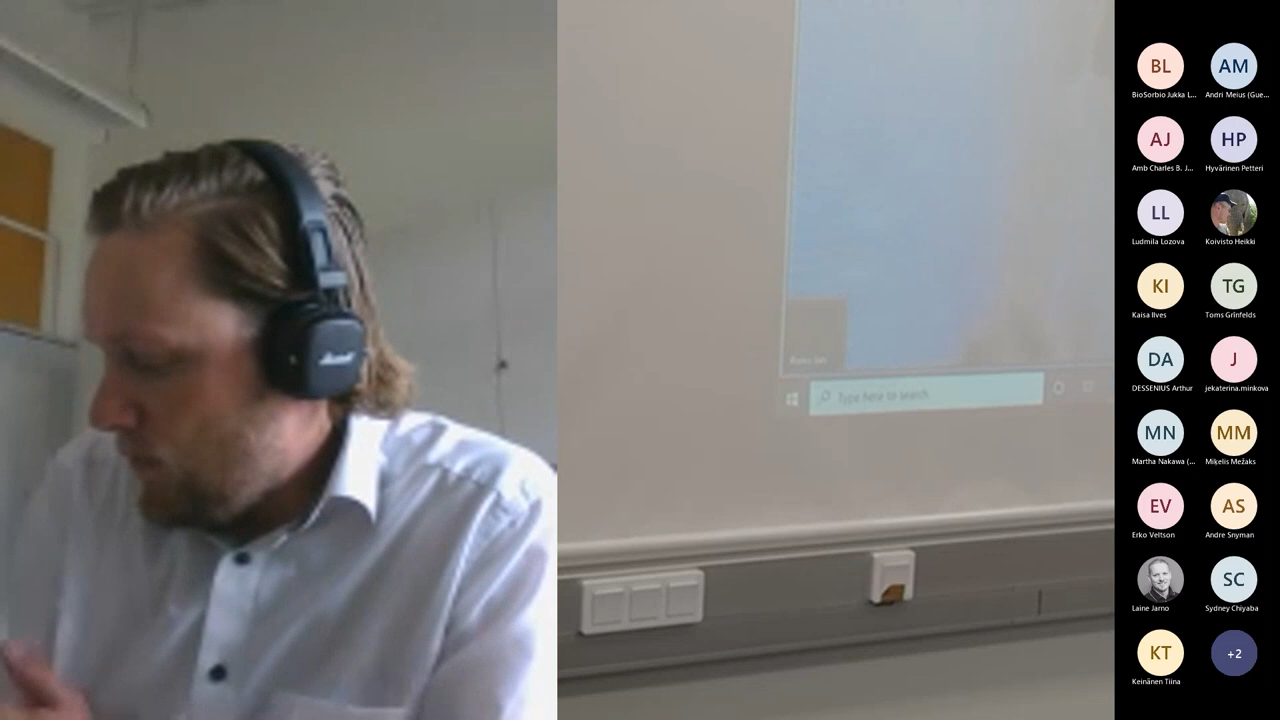 BL
AM
BioSorbio Jukka L...
Andri Meius (Gue...
AJ
HP
Amb Charles B. J...
Hyvärinen Petteri
LL
Ludmila Lozova
Koivisto Heikki
KI
TG
Kaisa Ilves
Toms Grīnfelds
DA
J
DESSENIUS Arthur
jekaterina.minkova
MN
MM
Martha Nakawa (...
Miķelis Mežaks
EV
AS
Erko Veltson
Andre Snyman
SC
Laine Jarno
Sydney Chiyaba
KT
+2
Keinänen Tiina
Marshall
Type here to search